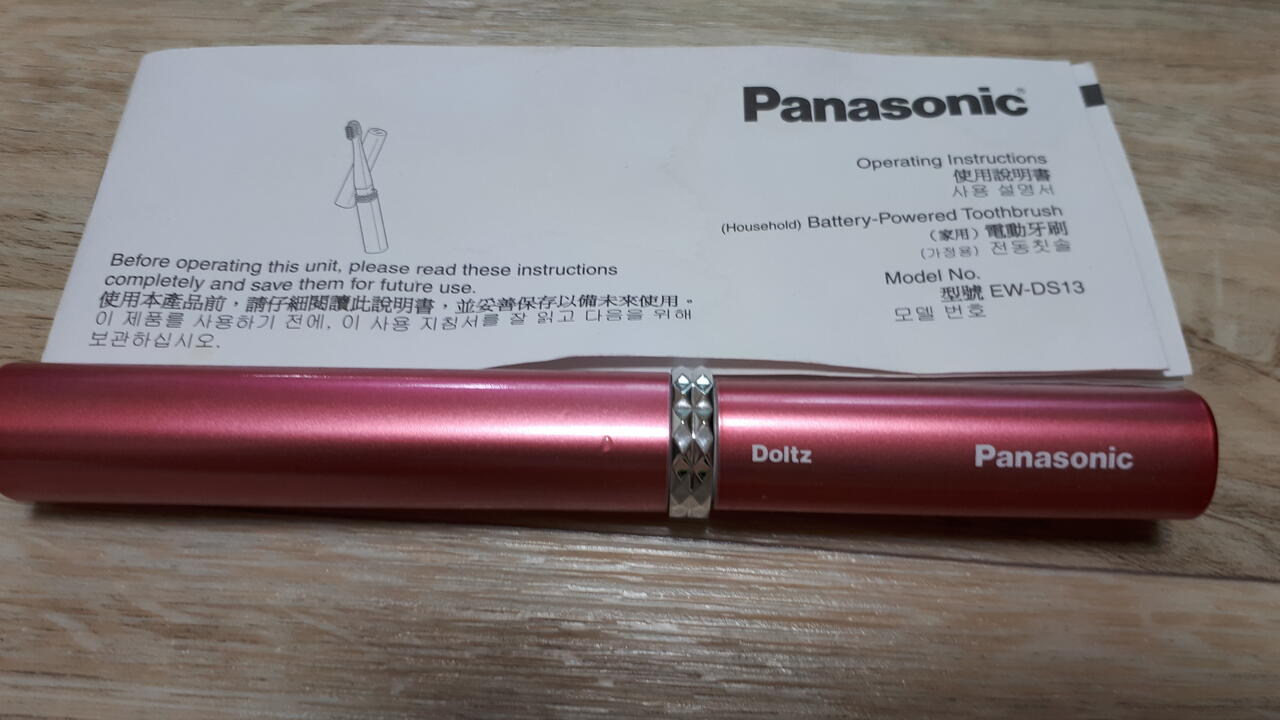 Panasonic®
Operating Instructions
使用說明書
사용 설명서
(Household) Battery-Powered Toothbrush
（家用）電動牙刷
(가정용) 전동칫솔
Model No.
型號 EW-DS13
모델 번호
Before operating this unit, please read these instructions
completely and save them for future use.
使用本產品前，請仔細閱讀此說明書，並妥善保存以備未來使用。
이 제품를 사용하기 전에, 이 사용 지침서를 잘 읽고 다음을 위해
보관하십시오.
Doltz
Panasonic